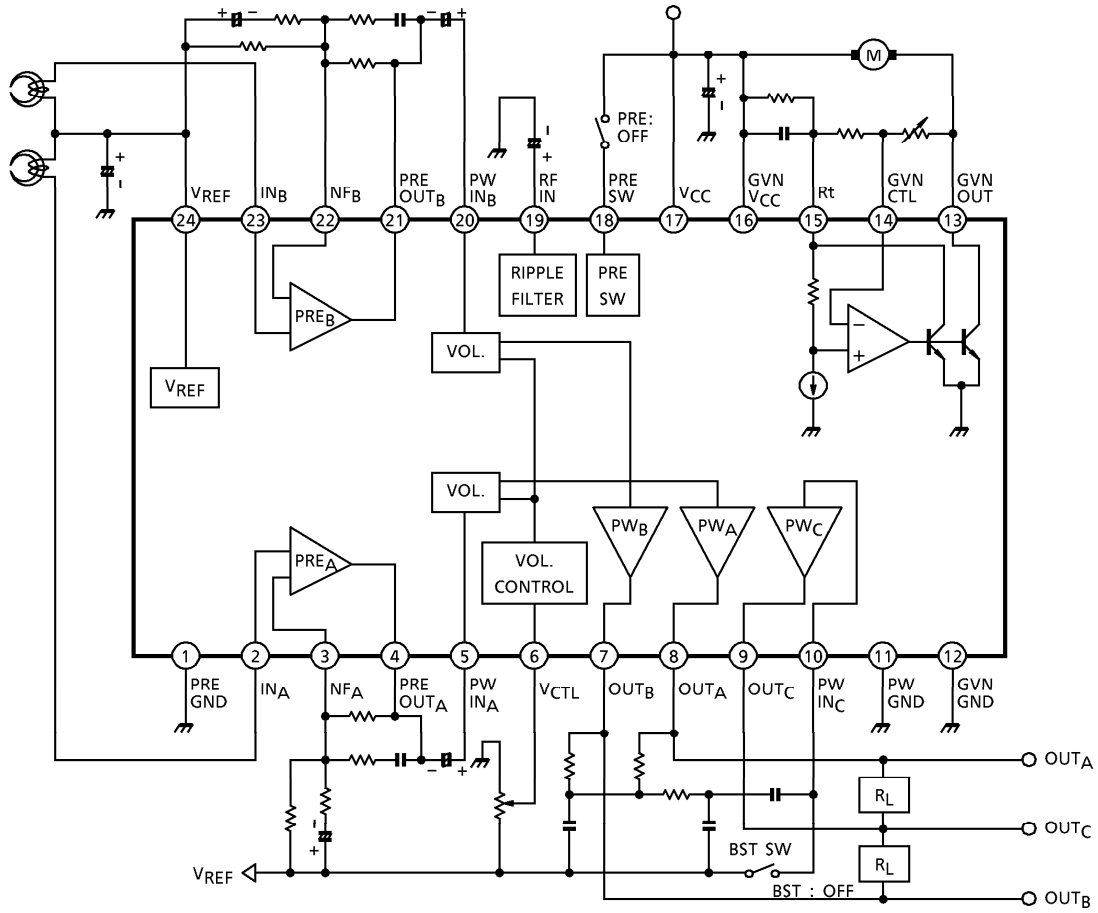 + − − +
M
+
−
PRE:
OFF
−
+
+
−
VREF
INB
NFB
PRE
OUTB
PW
INB
RF
IN
PRE
SW
VCC
GVN
VCC
Rt
GVN
CTL
GVN
OUT
24 23 22 21 20 19 18 17 16 15 14 13
RIPPLE
FILTER
PRE
SW
PREB
−
+
VOL.
VREF
VOL.
PWB PWA PWC
PREA
VOL.
CONTROL
1 2 3 4 5 6 7 8 9 10 11 12
PRE
GND
INA
NFA
PRE
OUTA
PW
INA
VCTL
OUTB
OUTA
OUTC
PW
INC
PW
GND
GVN
GND
− +
OUTA
RL
−
+
OUTC
BST SW
RL
VREF
BST : OFF
OUTB